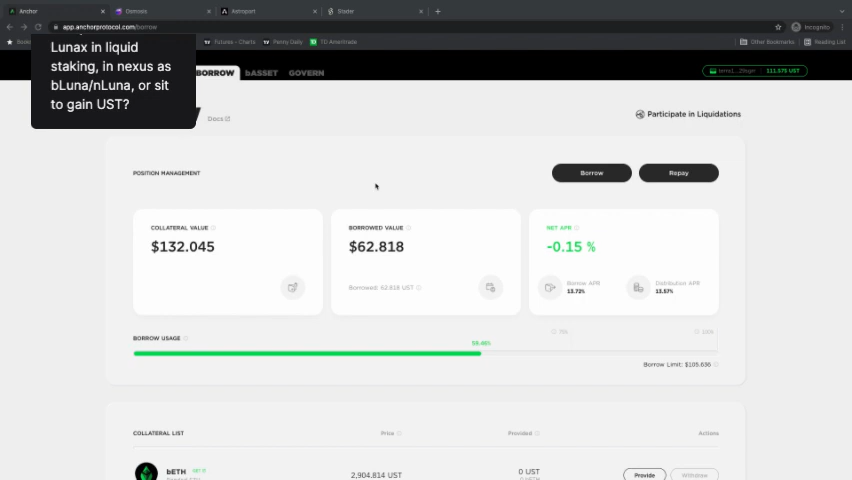 Anchor
Osmosis
Astroport
Stader
app.anchorprotocol.com/borrow
Incognito
Futures – Charts
Penny Daily
TD Ameritrade
Other Bookmarks
Reading List
Lunax in liquid
staking, in nexus as
bLuna/nLuna, or sit
to gain UST?
BORROW
bASSET
GOVERN
111.575 UST
Docs
Participate in Liquidations
POSITION MANAGEMENT
Borrow
Repay
COLLATERAL VALUE
$132.045
BORROWED VALUE
$62.818
Borrowed: 62.818 UST
NET APR
-0.15 %
Borrow APR
13.72%
Distribution APR
13.57%
BORROW USAGE
59.46%
Borrow Limit: $105.636
COLLATERAL LIST
Price
Provided
Actions
bETH
2,904.814 UST
0 UST
Provide
Withdraw